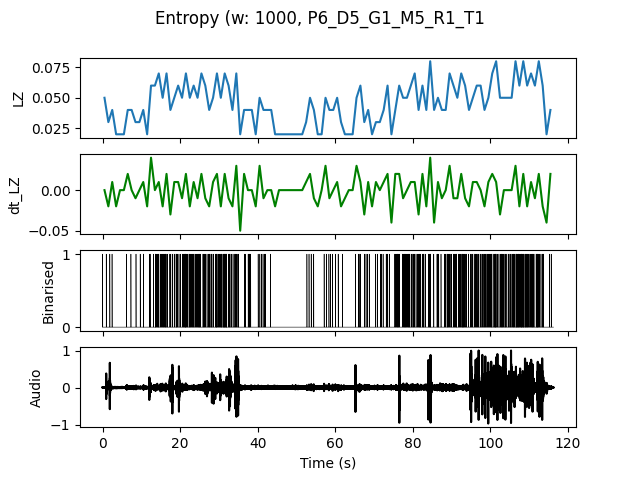 Entropy (w: 1000, P6_D5_G1_M5_R1_T1
0.075
0.050
0.025
LZ
0.00
−0.05
dt_LZ
1
0
Binarised
1
0
−1
Audio
0 20 40 60 80 100 120
Time (s)